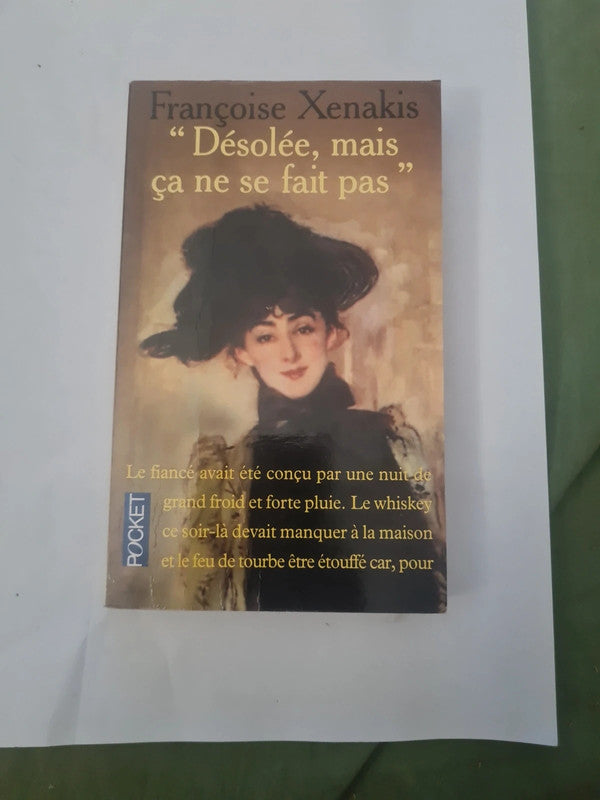 Françoise Xenakis
“ Désolée, mais
ça ne se fait pas ”
Le fiancé avait été conçu par une nuit de
grand froid et forte pluie. Le whiskey
ce soir-là devait manquer à la maison
et le feu de tourbe être étouffé car, pour
POCKET